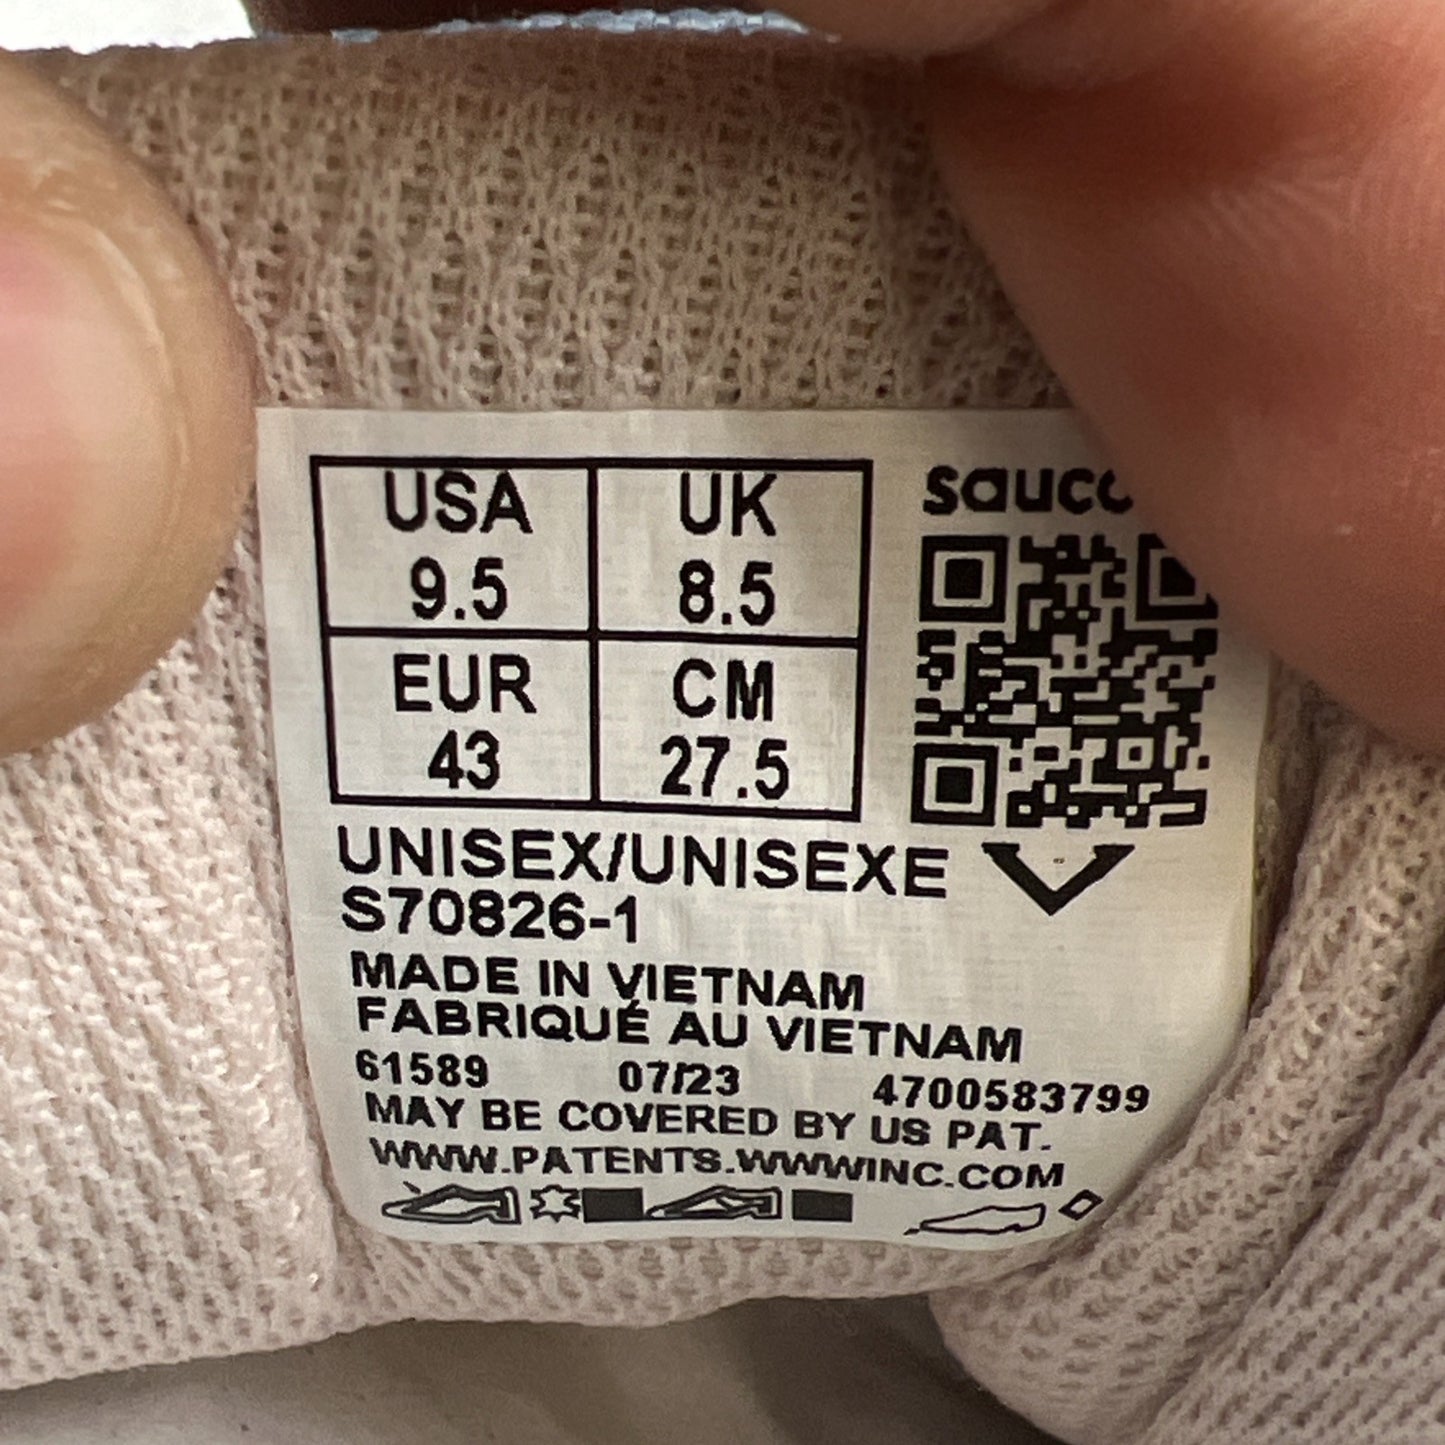 USA UK
9.5 8.5
EUR CM
43 27.5
UNISEX/UNISEXE
S70826-1
MADE IN VIETNAM
FABRIQUÉ AU VIETNAM
61589 07/23 4700583799
MAY BE COVERED BY US PAT.
WWW.PATENTS.WWWINC.COM